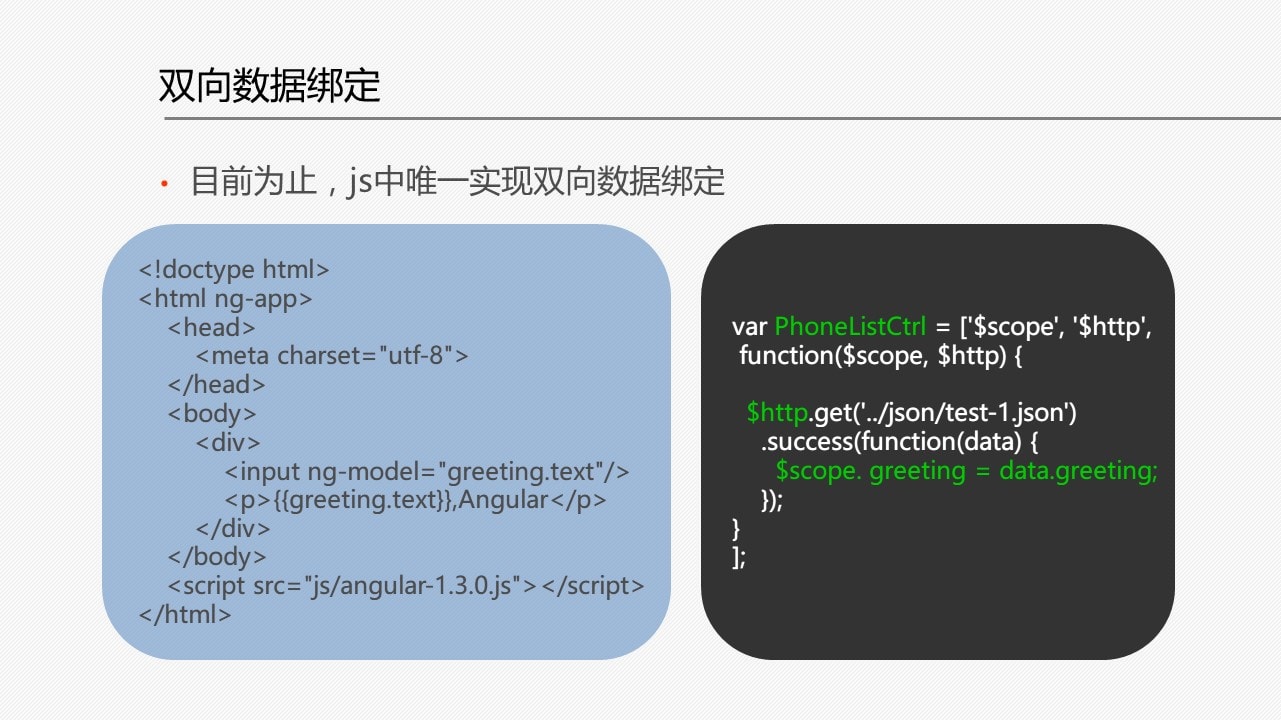 双向数据绑定
• 目前为止，js中唯一实现双向数据绑定
<!doctype html>
<html ng-app>
<head>
<meta charset="utf-8">
</head>
<body>
<div>
<input ng-model="greeting.text"/>
<p>{{greeting.text}},Angular</p>
</div>
</body>
<script src="js/angular-1.3.0.js"></script>
</html>
var PhoneListCtrl = ['$scope', '$http',
function($scope, $http) {
$http.get('../json/test-1.json')
.success(function(data) {
$scope. greeting = data.greeting;
});
}
];